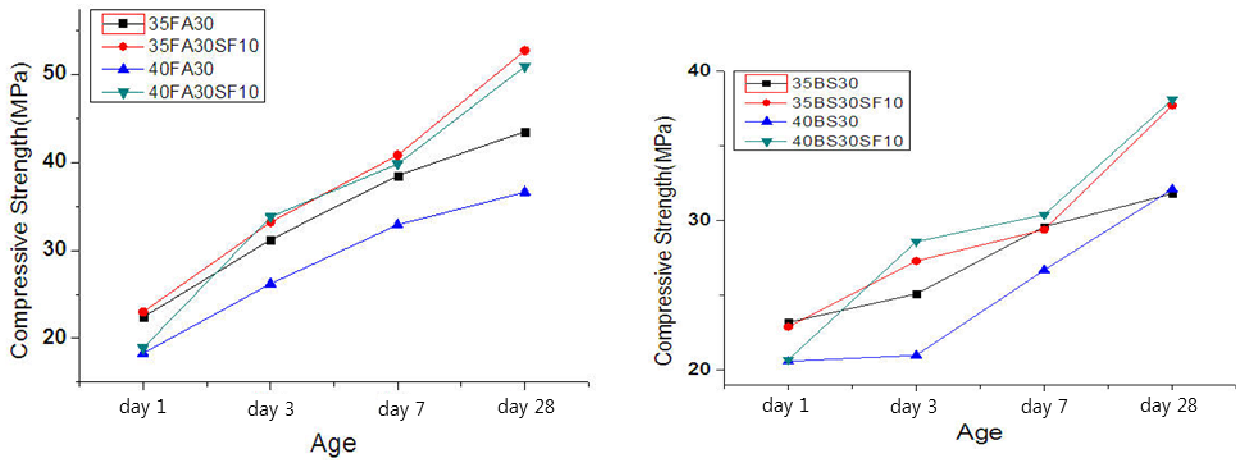 35FA30
35FA30SF10
40FA30
40FA30SF10
Compressive Strength(MPa)
50
40
30
20
day 1 day 3 day 7 day 28
Age
35BS30
35BS30SF10
40BS30
40BS30SF10
Compressive Strength(MPa)
40
30
20
day 1 day 3 day 7 day 28
Age